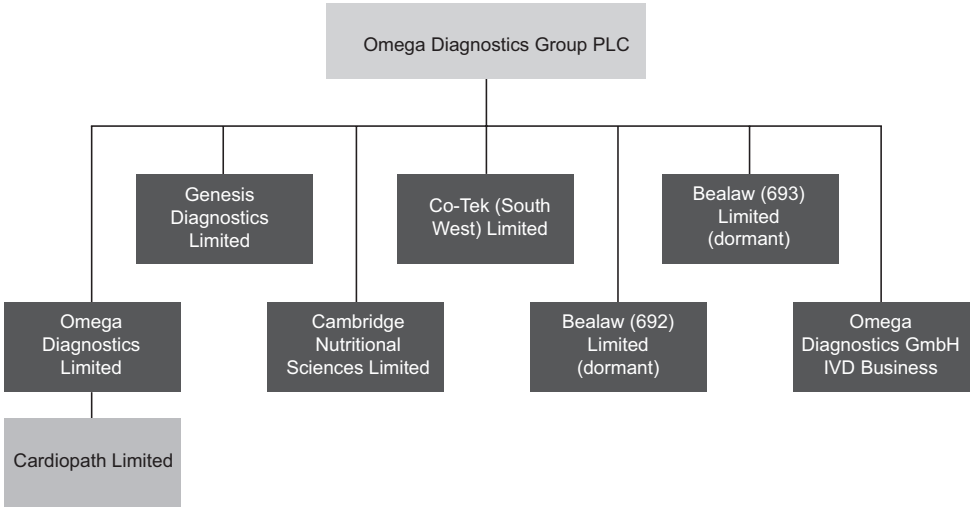 Omega Diagnostics Group PLC
Genesis
Diagnostics
Limited
Co-Tek (South
West) Limited
Bealaw (693)
Limited
(dormant)
Omega
Diagnostics
Limited
Cambridge
Nutritional
Sciences Limited
Bealaw (692)
Limited
(dormant)
Omega
Diagnostics GmbH
IVD Business
Cardiopath Limited